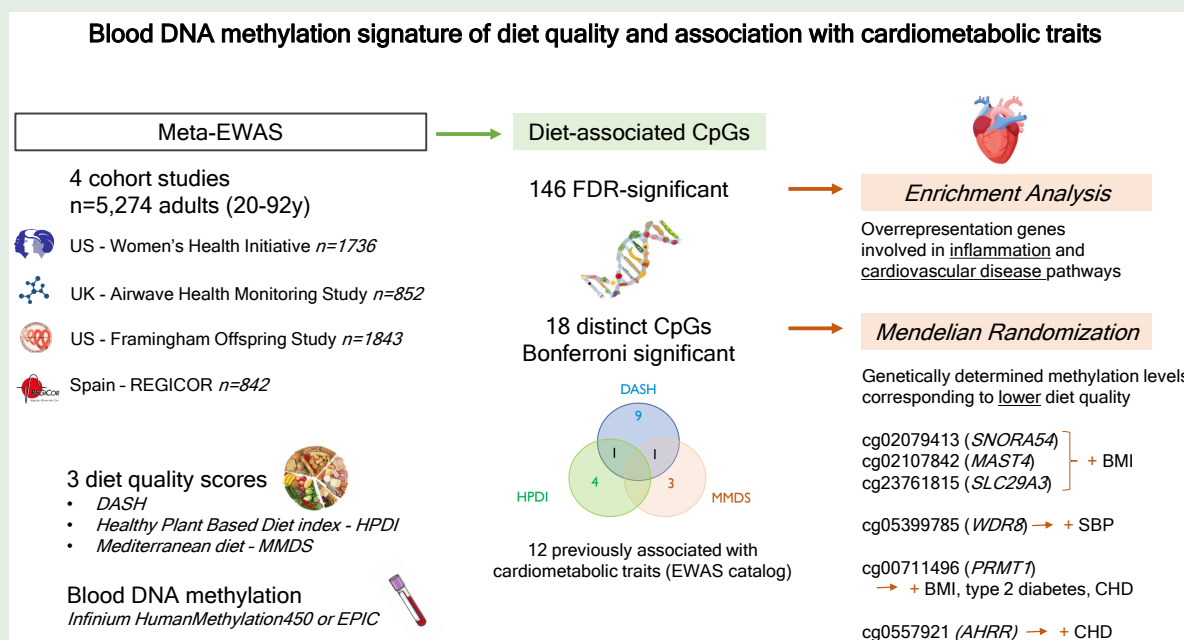 Blood DNA methylation signature of diet quality and association with cardiometabolic traits
Meta-EWAS
4 cohort studies
n=5,274 adults (20-92y)
US - Women's Health Initiative n=1736
UK - Airwave Health Monitoring Study n=852
US - Framingham Offspring Study n=1843
REGICOR
Spain - REGICOR n=842
3 diet quality scores
• DASH
• Healthy Plant Based Diet index - HPDI
• Mediterranean diet - MMDS
Blood DNA methylation
Infinium HumanMethylation450 or EPIC
Diet-associated CpGs
146 FDR-significant
18 distinct CpGs
Bonferroni significant
DASH
9
1 1
4 3
HPDI MMDS
12 previously associated with
cardiometabolic traits (EWAS catalog)
Enrichment Analysis
Overrepresentation genes
involved in inflammation and
cardiovascular disease pathways
Mendelian Randomization
Genetically determined methylation levels
corresponding to lower diet quality
cg02079413 (SNORA54)
cg02107842 (MAST4) + BMI
cg23761815 (SLC29A3)
cg05399785 (WDR8) → + SBP
cg00711496 (PRMT1)
→ + BMI, type 2 diabetes, CHD
cg0557921 (AHRR) → + CHD